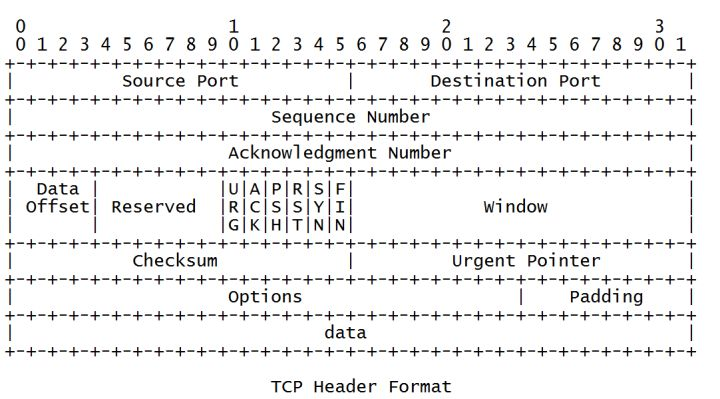 0                   1                   2                   3
 0 1 2 3 4 5 6 7 8 9 0 1 2 3 4 5 6 7 8 9 0 1 2 3 4 5 6 7 8 9 0 1
+-+-+-+-+-+-+-+-+-+-+-+-+-+-+-+-+-+-+-+-+-+-+-+-+-+-+-+-+-+-+-+-+
|          Source Port          |       Destination Port        |
+-+-+-+-+-+-+-+-+-+-+-+-+-+-+-+-+-+-+-+-+-+-+-+-+-+-+-+-+-+-+-+-+
|                        Sequence Number                        |
+-+-+-+-+-+-+-+-+-+-+-+-+-+-+-+-+-+-+-+-+-+-+-+-+-+-+-+-+-+-+-+-+
|                    Acknowledgment Number                      |
+-+-+-+-+-+-+-+-+-+-+-+-+-+-+-+-+-+-+-+-+-+-+-+-+-+-+-+-+-+-+-+-+
|  Data |           |U|A|P|R|S|F|                               |
| Offset| Reserved  |R|C|S|S|Y|I|            Window             |
|       |           |G|K|H|T|N|N|                               |
+-+-+-+-+-+-+-+-+-+-+-+-+-+-+-+-+-+-+-+-+-+-+-+-+-+-+-+-+-+-+-+-+
|           Checksum            |         Urgent Pointer        |
+-+-+-+-+-+-+-+-+-+-+-+-+-+-+-+-+-+-+-+-+-+-+-+-+-+-+-+-+-+-+-+-+
|                    Options                    |    Padding    |
+-+-+-+-+-+-+-+-+-+-+-+-+-+-+-+-+-+-+-+-+-+-+-+-+-+-+-+-+-+-+-+-+
|                             data                              |
+-+-+-+-+-+-+-+-+-+-+-+-+-+-+-+-+-+-+-+-+-+-+-+-+-+-+-+-+-+-+-+-+
TCP Header Format